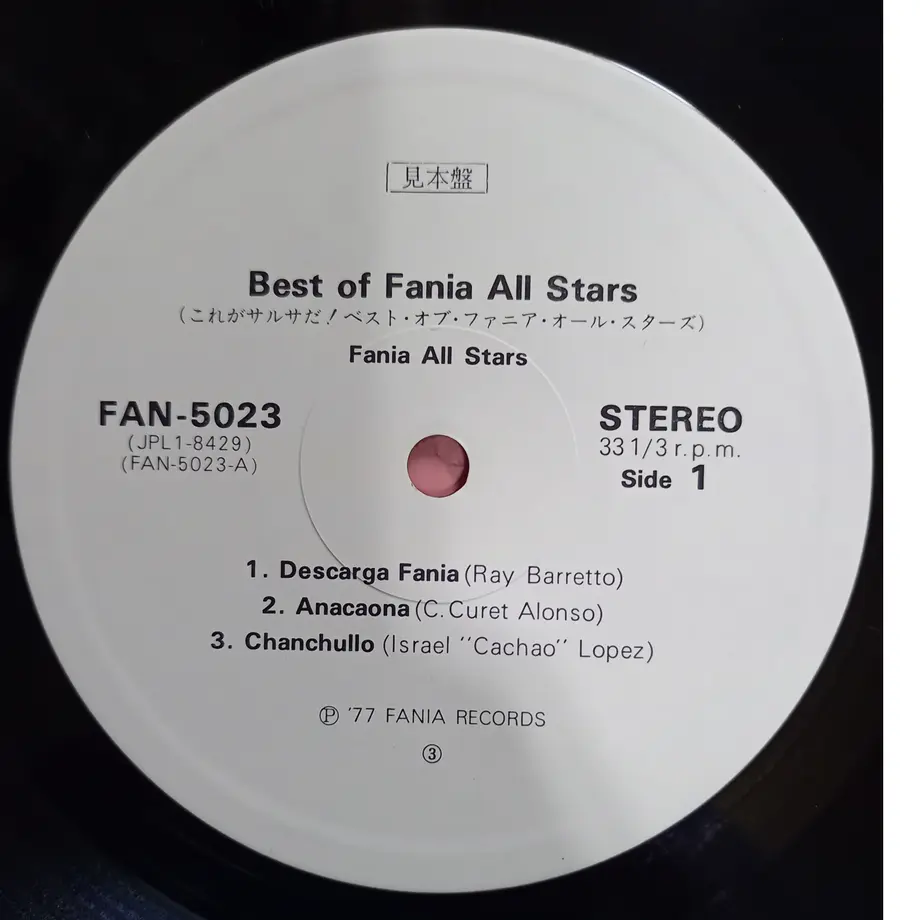 見本盤
Best of Fania All Stars
(これがサルサだ!ベスト・オブ・ファニア・オール・スターズ)
Fania All Stars
FAN-5023
(JPL1-8429)
(FAN-5023-A)
STEREO
33 1/3 r.p.m.
Side 1
1. Descarga Fania (Ray Barretto)
2. Anacaona (C. Curet Alonso)
3. Chanchullo (Israel "Cachao" Lopez)
Ⓟ '77 FANIA RECORDS
③